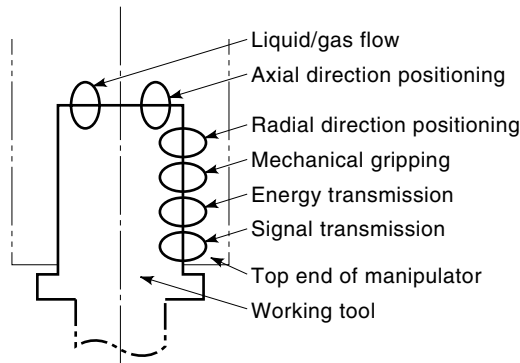 Liquid/gas flow
Axial direction positioning
Radial direction positioning
Mechanical gripping
Energy transmission
Signal transmission
Top end of manipulator
Working tool